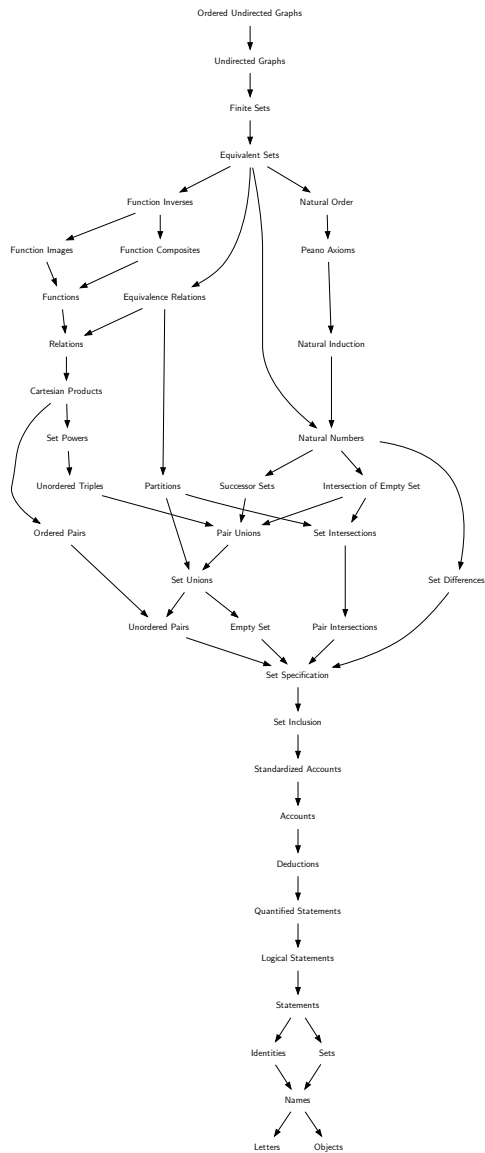 Ordered Undirected Graphs
Undirected Graphs
Finite Sets
Equivalent Sets
Function Inverses
Natural Order
Function Images
Function Composites
Peano Axioms
Functions
Equivalence Relations
Relations
Natural Induction
Cartesian Products
Set Powers
Natural Numbers
Unordered Triples
Partitions
Successor Sets
Intersection of Empty Set
Ordered Pairs
Pair Unions
Set Intersections
Set Unions
Set Differences
Unordered Pairs
Empty Set
Pair Intersections
Set Specification
Set Inclusion
Standardized Accounts
Accounts
Deductions
Quantified Statements
Logical Statements
Statements
Identities
Sets
Names
Letters
Objects